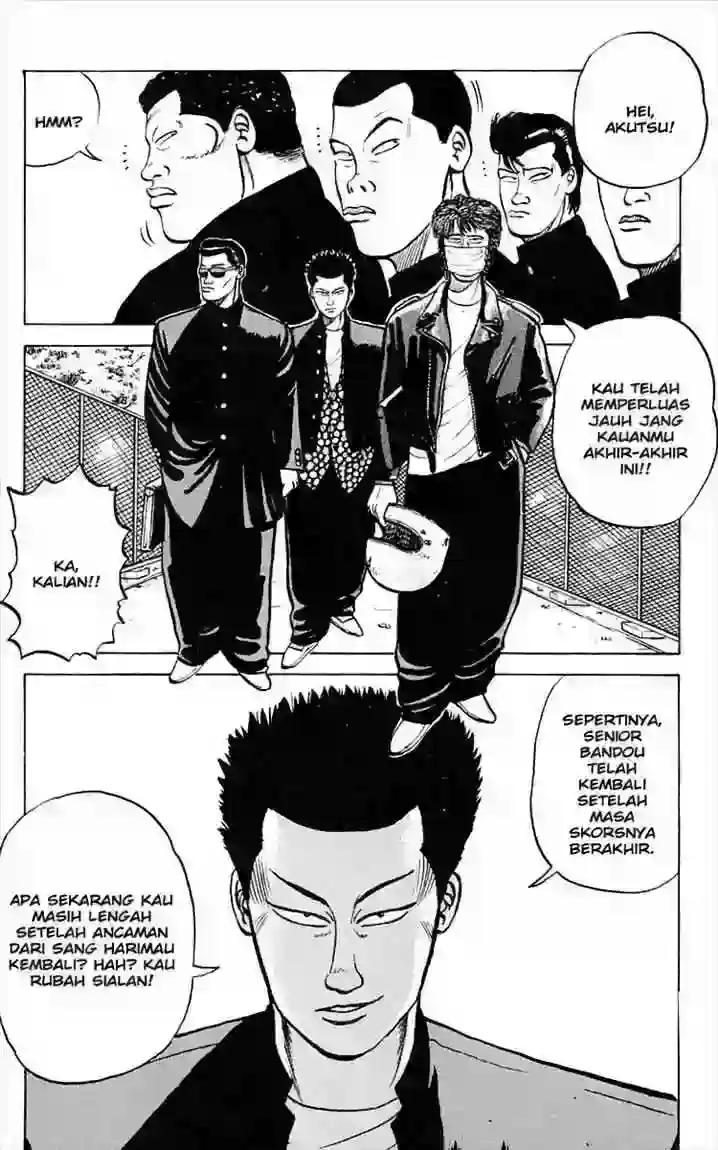 HEI,
AKUTSU!
HMM?
KAU TELAH
MEMPERLUAS
JAUH JANG
KAUANMU
AKHIR-AKHIR
INI!!
KA,
KALIAN!!
SEPERTINYA,
SENIOR
BANDOU
TELAH
KEMBALI
SETELAH
MASA
SKORSNYA
BERAKHIR.
APA SEKARANG KAU
MASIH LENGAH
SETELAH ANCAMAN
DARI SANG HARIMAU
KEMBALI? HAH? KAU
RUBAH SIALAN!